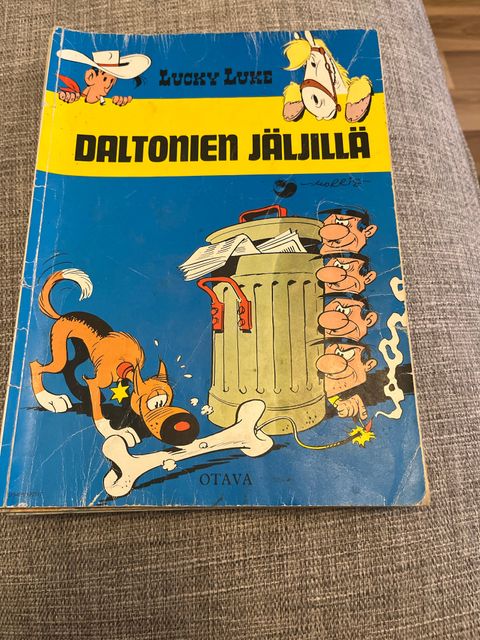 LUCKY LUKE
DALTONIEN JÄLJILLÄ
MORRIS
OTAVA